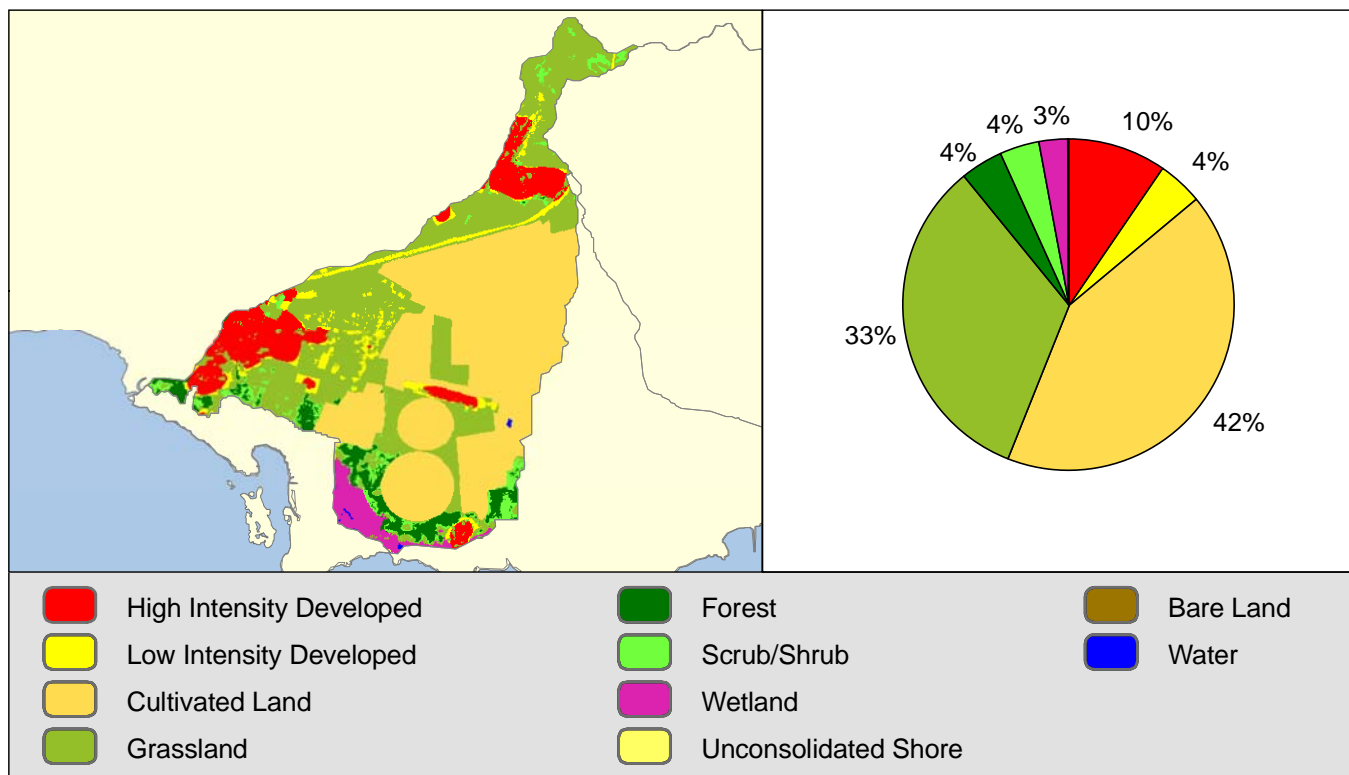 3%
4%
10%
4%
4%
33%
42%
High Intensity Developed
Low Intensity Developed
Cultivated Land
Grassland
Forest
Scrub/Shrub
Wetland
Unconsolidated Shore
Bare Land
Water